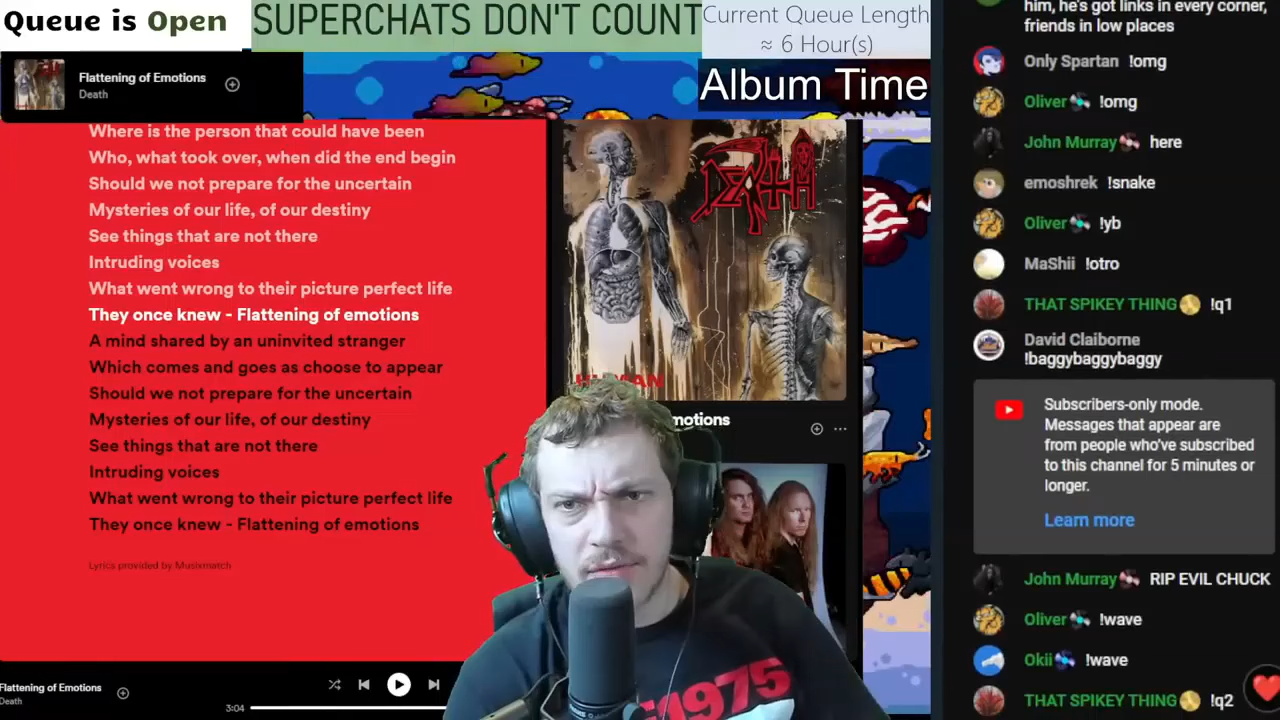 Queue is Open
SUPERCHATS DON'T COUNT
Current Queue Length
≈ 6 Hour(s)
Album Time
Flattening of Emotions
Death
Where is the person that could have been
Who, what took over, when did the end begin
Should we not prepare for the uncertain
Mysteries of our life, of our destiny
See things that are not there
Intruding voices
What went wrong to their picture perfect life
They once knew - Flattening of emotions
A mind shared by an uninvited stranger
Which comes and goes as choose to appear
Should we not prepare for the uncertain
Mysteries of our life, of our destiny
See things that are not there
Intruding voices
What went wrong to their picture perfect life
They once knew - Flattening of emotions
Lyrics provided by Musixmatch
DEATH
HUMAN
motions
Flattening of Emotions
Death
3:04
1975
him, he's got links in every corner,
friends in low places
Only Spartan !omg
Oliver !omg
John Murray here
emoshrek !snake
Oliver !yb
MaShii !otro
THAT SPIKEY THING !q1
David Claiborne
!baggybaggybaggy
Subscribers-only mode.
Messages that appear are
from people who've subscribed
to this channel for 5 minutes or
longer.
Learn more
John Murray RIP EVIL CHUCK
Oliver !wave
Okii !wave
THAT SPIKEY THING !q2